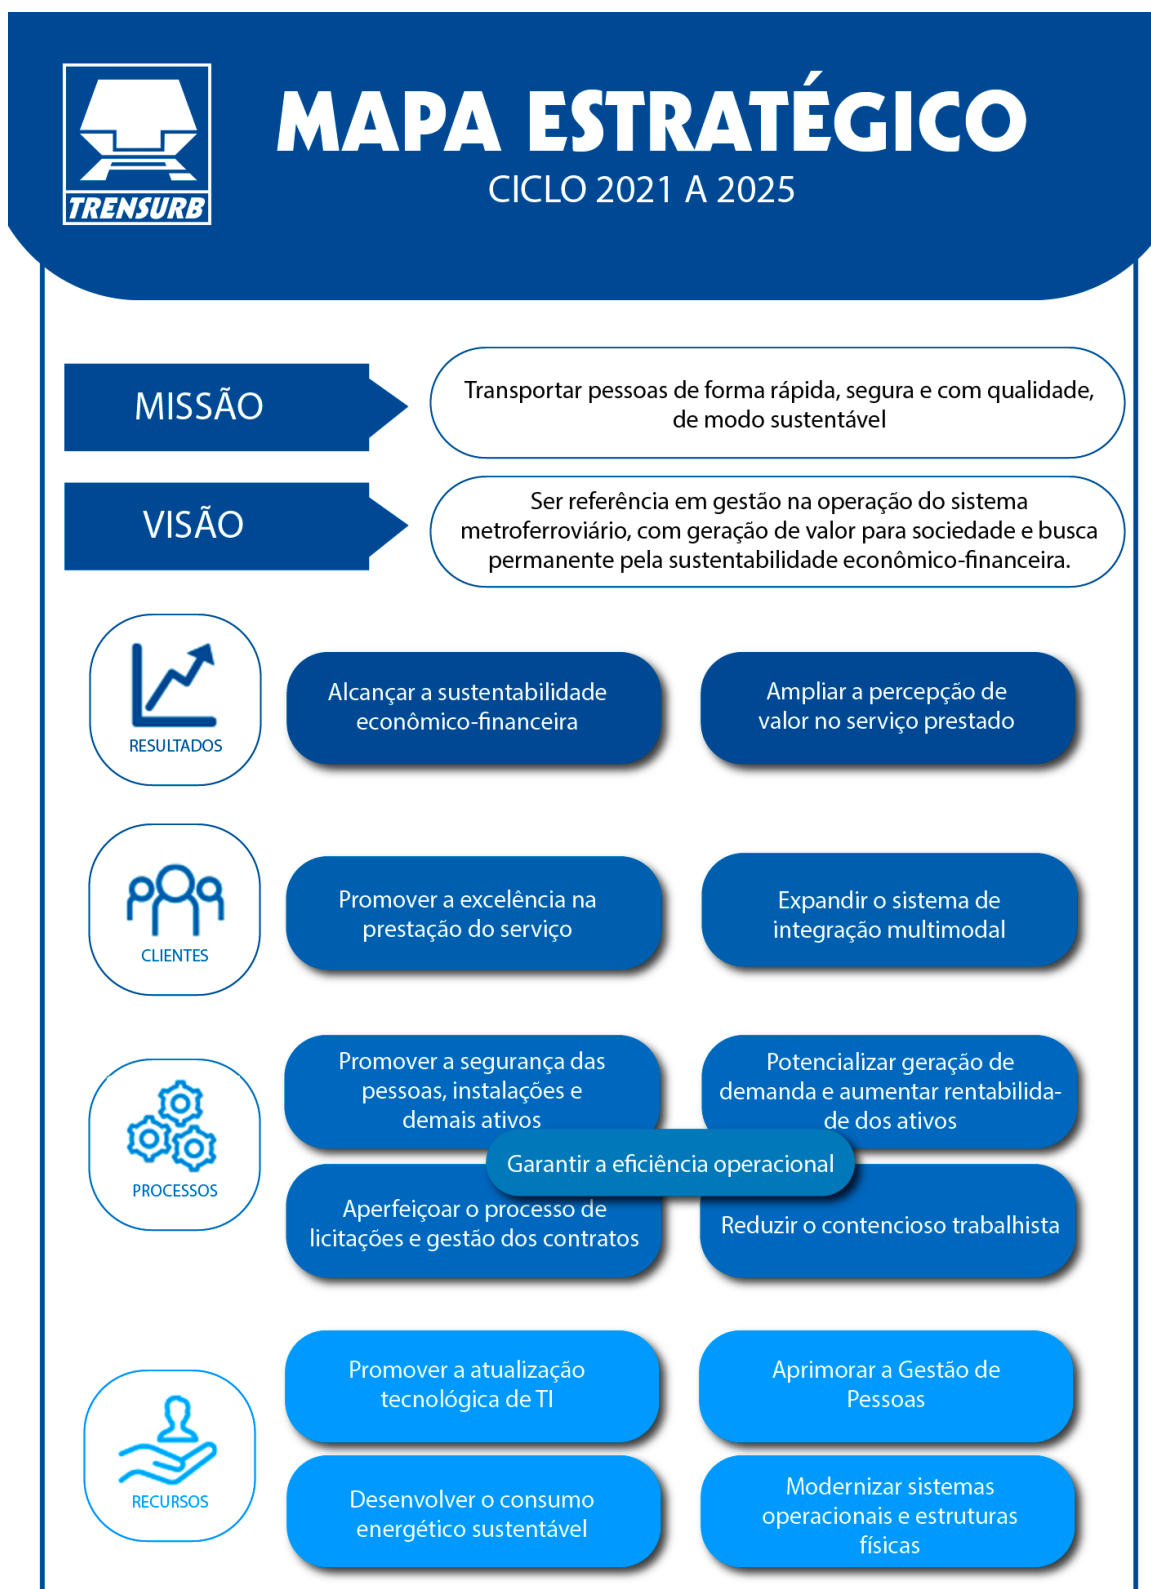 TRENSURB
MAPA ESTRATÉGICO
CICLO 2021 A 2025
MISSÃO
Transportar pessoas de forma rápida, segura e com qualidade,
de modo sustentável
VISÃO
Ser referência em gestão na operação do sistema
metroferroviário, com geração de valor para sociedade e busca
permanente pela sustentabilidade econômico-financeira.
RESULTADOS
Alcançar a sustentabilidade
econômico-financeira
Ampliar a percepção de
valor no serviço prestado
CLIENTES
Promover a excelência na
prestação do serviço
Expandir o sistema de
integração multimodal
PROCESSOS
Promover a segurança das
pessoas, instalações e
demais ativos
Potencializar geração de
demanda e aumentar rentabilida-
de dos ativos
Garantir a eficiência operacional
Aperfeiçoar o processo de
licitações e gestão dos contratos
Reduzir o contencioso trabalhista
RECURSOS
Promover a atualização
tecnológica de TI
Aprimorar a Gestão de
Pessoas
Desenvolver o consumo
energético sustentável
Modernizar sistemas
operacionais e estruturas
físicas